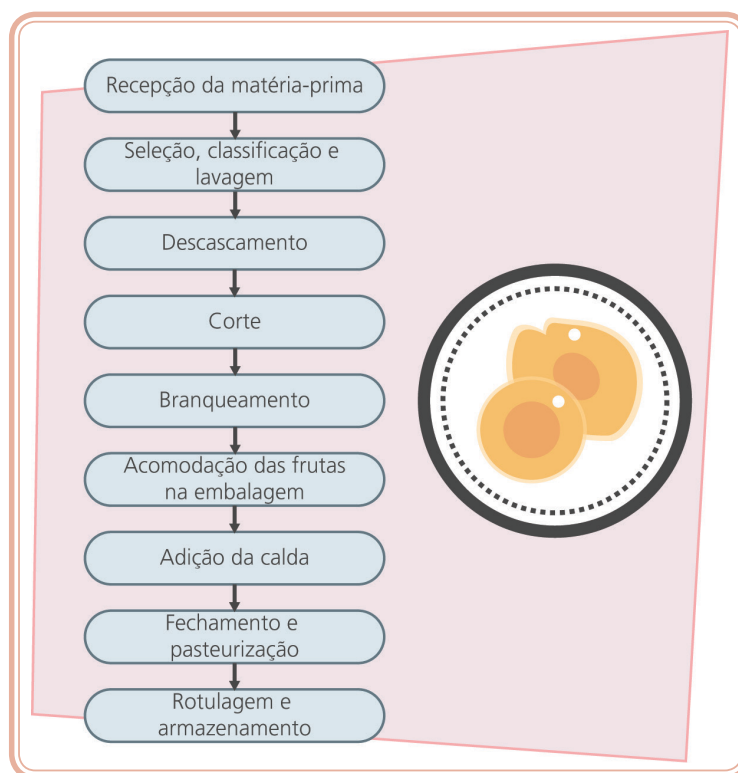 Recepção da matéria-prima
Seleção, classificação e
lavagem
Descascamento
Corte
Branqueamento
Acomodação das frutas
na embalagem
Adição da calda
Fechamento e
pasteurização
Rotulagem e
armazenamento